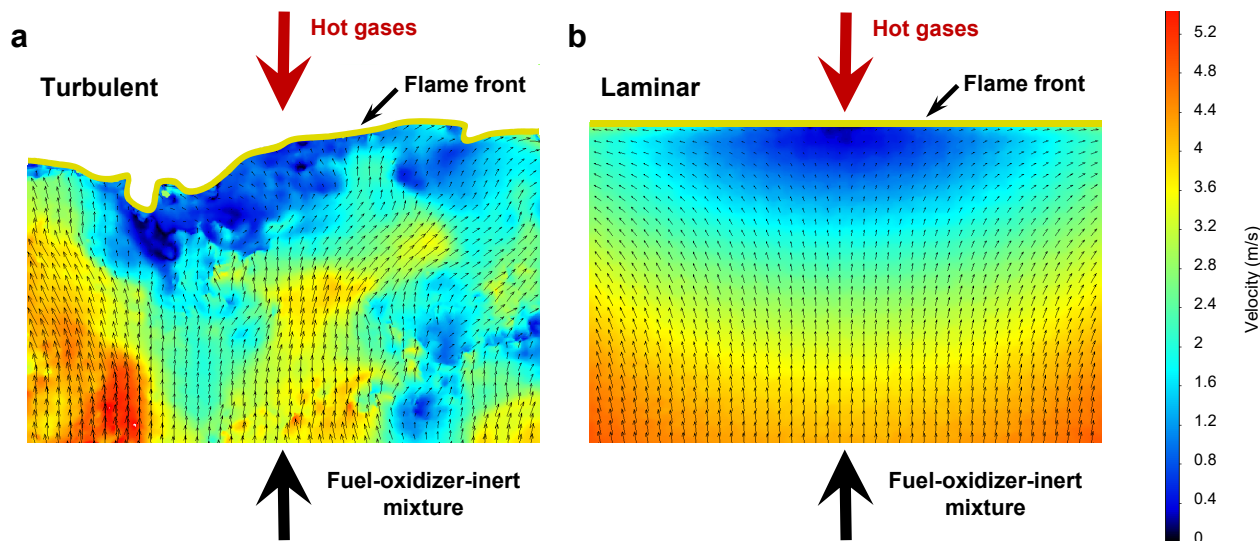 a
Hot gases
Turbulent
Flame front
Fuel-oxidizer-inert
mixture
b
Hot gases
Laminar
Flame front
Fuel-oxidizer-inert
mixture
5.2
4.8
4.4
4
3.6
3.2
2.8
2.4
2
1.6
1.2
0.8
0.4
0
Velocity (m/s)